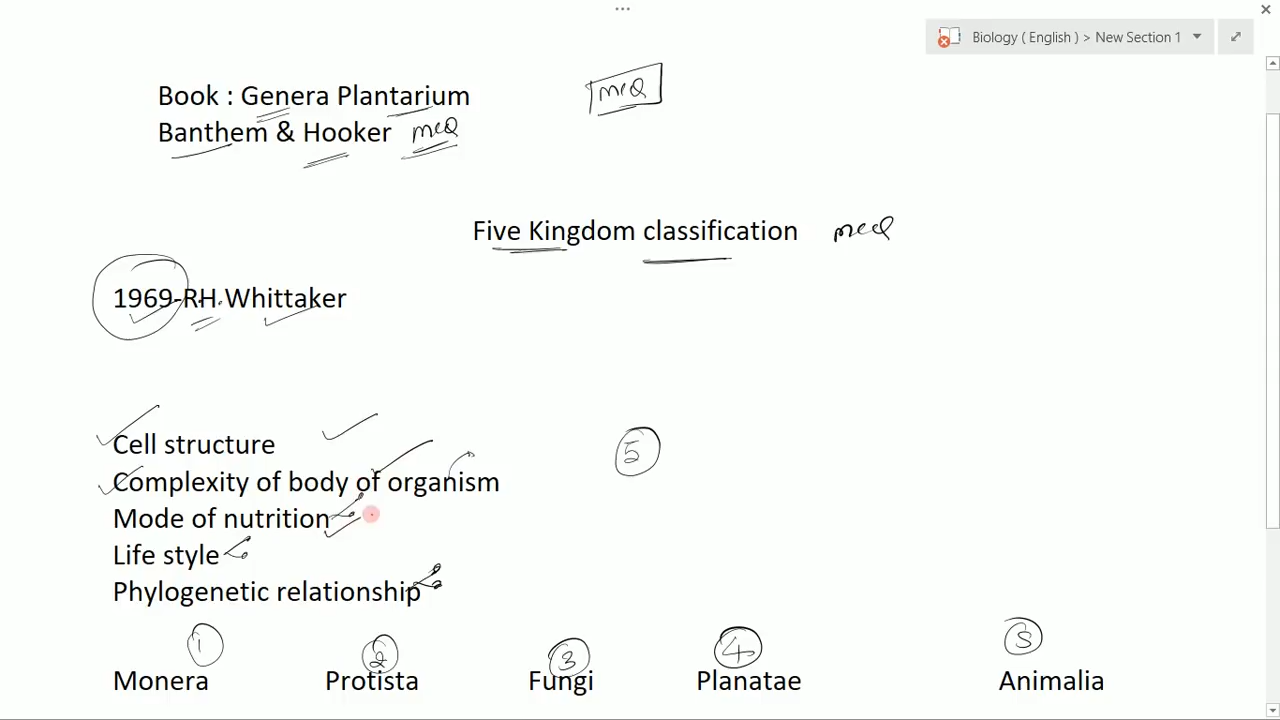 ...
Biology ( English ) > New Section 1
Book : Genera Plantarium MCQ
Banthem & Hooker MCQ
Five Kingdom classification MCQ
1969-RH.Whittaker
Cell structure
5
Complexity of body of organism
Mode of nutrition
Life style
Phylogenetic relationship
1 2 3 4 5
Monera Protista Fungi Planatae Animalia